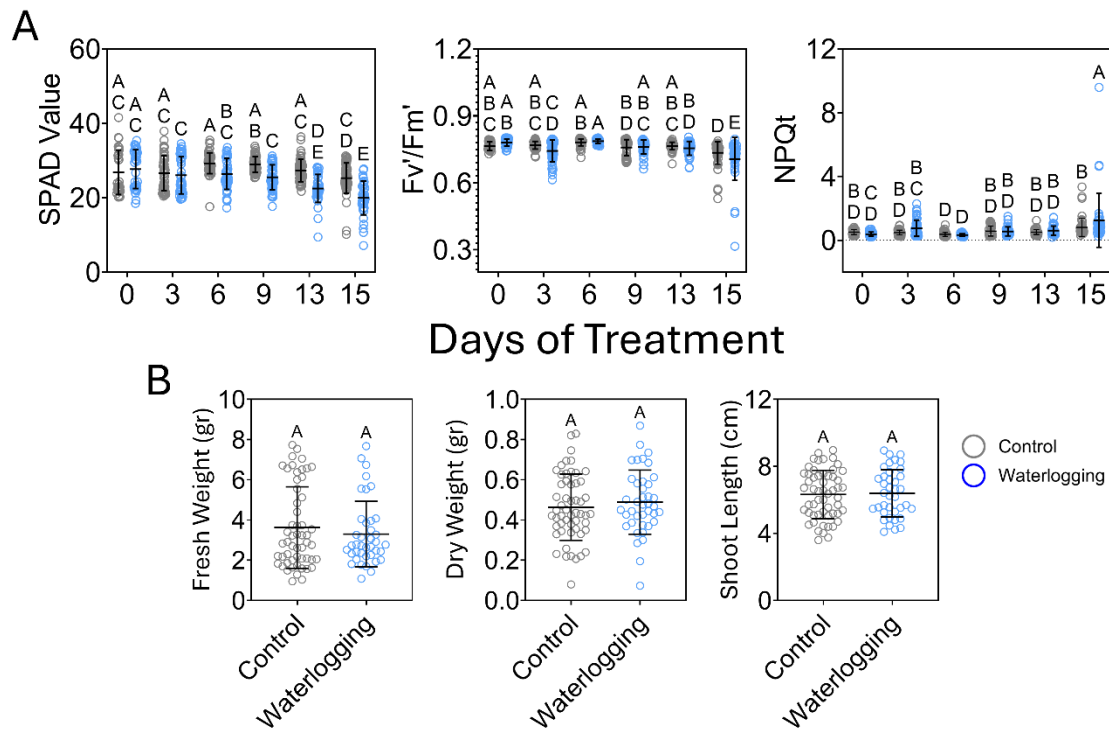 A
SPAD Value
60
40
20
0
A A A A A C
C C C C A B C B A C C D D E C D E
0 3 6 9 13 15
Fv'/Fm'
1.2
0.9
0.6
0.3
A A A A
B A B C B B B B
C B C D A A D C C D D E
0 3 6 9 13 15
NPQt
12
8
4
0
A
B C B B C D D B D B D B D B D B
D D D
0 3 6 9 13 15
Days of Treatment
B
Fresh Weight (gr)
10
8
6
4
2
0
A A
Control
Waterlogging
Dry Weight (gr)
1.0
0.8
0.6
0.4
0.2
0.0
A A
Control
Waterlogging
Shoot Length (cm)
12
8
4
0
A A
Control
Waterlogging
Control
Waterlogging